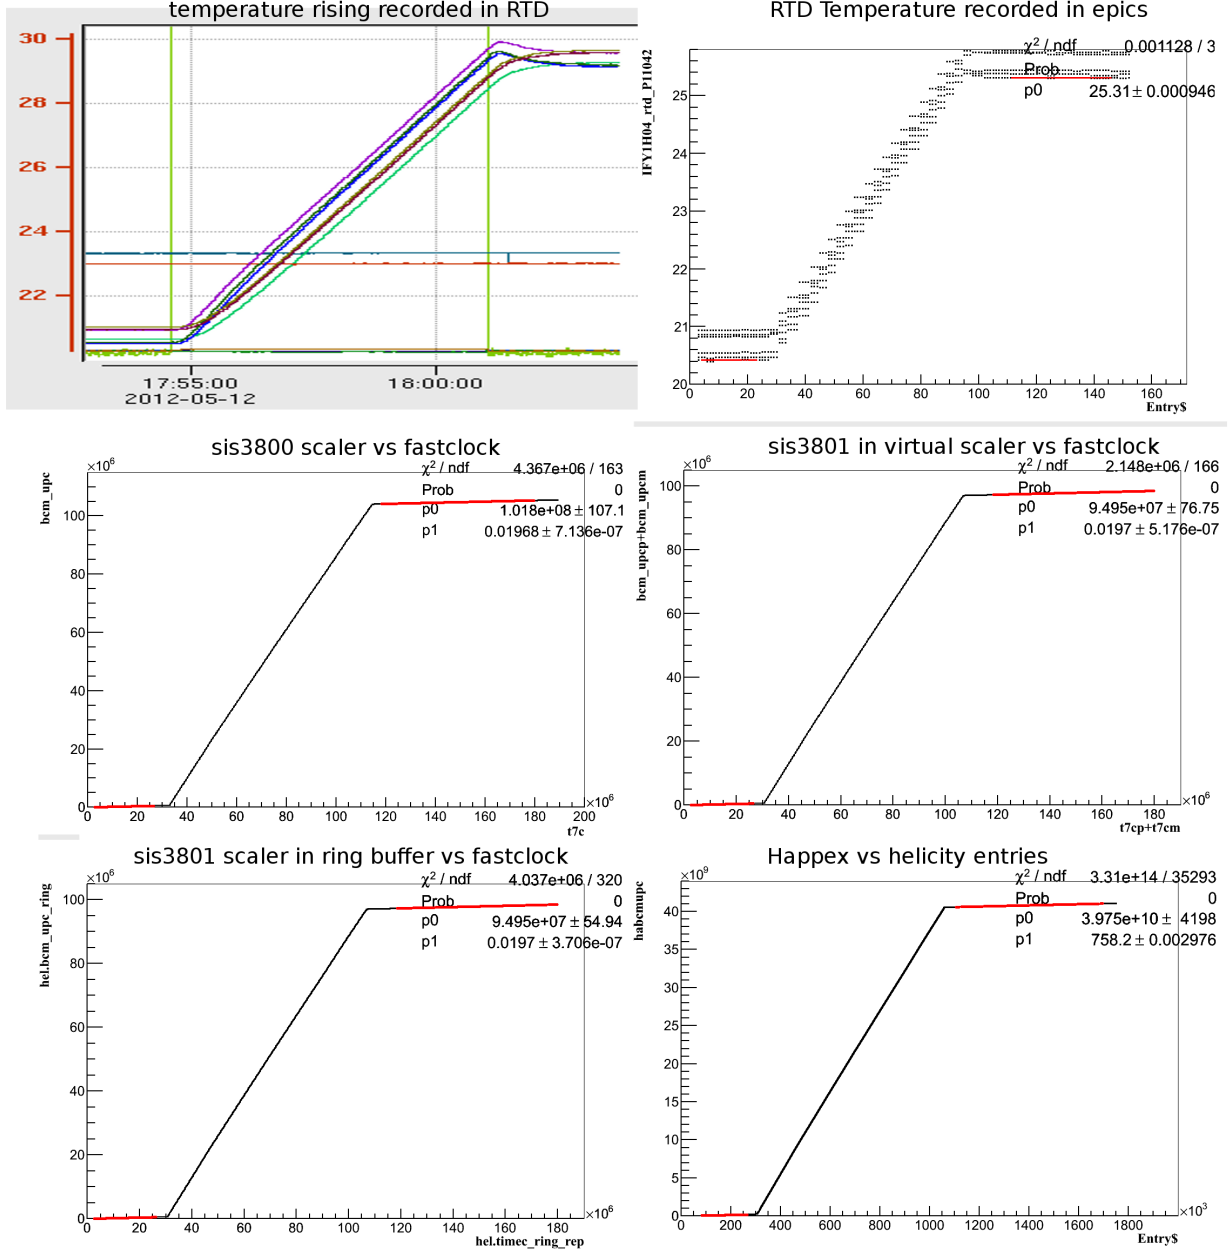 temperature rising recorded in RTD
30
28
26
24
22
17:55:00
18:00:00
2012-05-12
RTD Temperature recorded in epics
χ² / ndf 0.001128 / 3
Prob
p0 25.31 ± 0.000946
IFY1H04_rtd_P11042
25
24
23
22
21
20
0 20 40 60 80 100 120 140 160
Entry$
sis3800 scaler vs fastclock
×10⁶
χ² / ndf 4.367e+06 / 163
Prob 0
p0 1.018e+08 ± 107.1
p1 0.01968 ± 7.136e-07
bcm_upc
100
80
60
40
20
0
0 20 40 60 80 100 120 140 160 180 200
×10⁶
t7c
sis3801 in virtual scaler vs fastclock
×10⁶
χ² / ndf 2.148e+06 / 166
Prob 0
p0 9.495e+07 ± 76.75
p1 0.0197 ± 5.176e-07
bcm_upcp+bcm_upcm
100
80
60
40
20
0
0 20 40 60 80 100 120 140 160 180
×10⁶
t7cp+t7cm
sis3801 scaler in ring buffer vs fastclock
×10⁶
χ² / ndf 4.037e+06 / 320
Prob 0
p0 9.495e+07 ± 54.94
p1 0.0197 ± 3.706e-07
hel.bcm_upc_ring
100
80
60
40
20
0
0 20 40 60 80 100 120 140 160 180
×10⁶
hel.timec_ring_rep
Happex vs helicity entries
×10⁹
χ² / ndf 3.31e+14 / 35293
Prob 0
p0 3.975e+10 ± 4198
p1 758.2 ± 0.002976
habcmupc
40
35
30
25
20
15
10
5
0
0 200 400 600 800 1000 1200 1400 1600 1800
×10³
Entry$